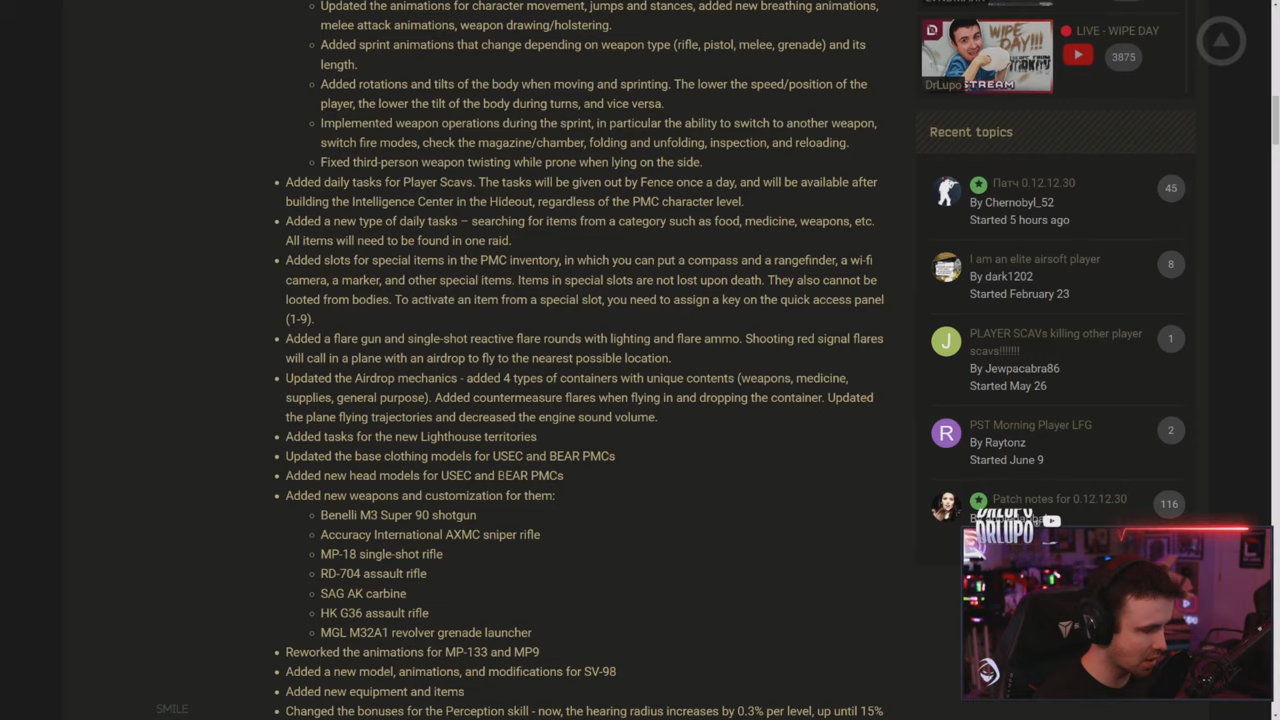 Updated the animations for character movement, jumps and stances, added new breathing animations,
melee attack animations, weapon drawing/holstering.
Added sprint animations that change depending on weapon type (rifle, pistol, melee, grenade) and its
length.
Added rotations and tilts of the body when moving and sprinting. The lower the speed/position of the
player, the lower the tilt of the body during turns, and vice versa.
Implemented weapon operations during the sprint, in particular the ability to switch to another weapon,
switch fire modes, check the magazine/chamber, folding and unfolding, inspection, and reloading.
Fixed third-person weapon twisting while prone when lying on the side.
Added daily tasks for Player Scavs. The tasks will be given out by Fence once a day, and will be available after
building the Intelligence Center in the Hideout, regardless of the PMC character level.
Added a new type of daily tasks – searching for items from a category such as food, medicine, weapons, etc.
All items will need to be found in one raid.
Added slots for special items in the PMC inventory, in which you can put a compass and a rangefinder, a wi-fi
camera, a marker, and other special items. Items in special slots are not lost upon death. They also cannot be
looted from bodies. To activate an item from a special slot, you need to assign a key on the quick access panel
(1-9).
Added a flare gun and single-shot reactive flare rounds with lighting and flare ammo. Shooting red signal flares
will call in a plane with an airdrop to fly to the nearest possible location.
Updated the Airdrop mechanics - added 4 types of containers with unique contents (weapons, medicine,
supplies, general purpose). Added countermeasure flares when flying in and dropping the container. Updated
the plane flying trajectories and decreased the engine sound volume.
Added tasks for the new Lighthouse territories
Updated the base clothing models for USEC and BEAR PMCs
Added new head models for USEC and BEAR PMCs
Added new weapons and customization for them:
Benelli M3 Super 90 shotgun
Accuracy International AXMC sniper rifle
MP-18 single-shot rifle
RD-704 assault rifle
SAG AK carbine
HK G36 assault rifle
MGL M32A1 revolver grenade launcher
Reworked the animations for MP-133 and MP9
Added a new model, animations, and modifications for SV-98
Added new equipment and items
Changed the bonuses for the Perception skill - now, the hearing radius increases by 0.3% per level, up until 15%
SMILE
LIVE - WIPE DAY
3875
WIPE
DAY!!!
DrLupo
STREAM
Recent topics
Патч 0.12.12.30
By Chernobyl_52
Started 5 hours ago
45
I am an elite airsoft player
By dark1202
Started February 23
8
PLAYER SCAVs killing other player
scavs!!!!!!!
By Jewpacabra86
Started May 26
1
PST Morning Player LFG
By Raytonz
Started June 9
2
Patch notes for 0.12.12.30
116
DRLUPO